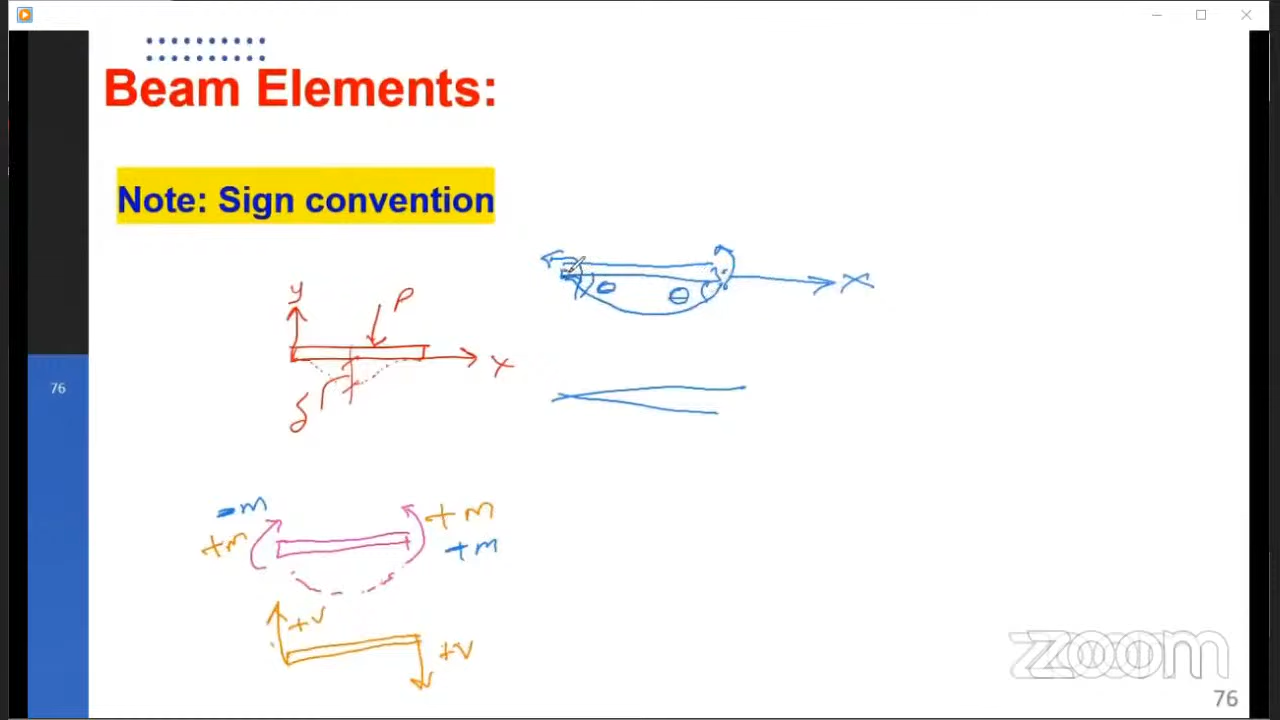 Beam Elements:
Note: Sign convention
y
P
x
δ
θ
θ
x
76
-m
+m
+m
+m
+v
+v
zoom
76